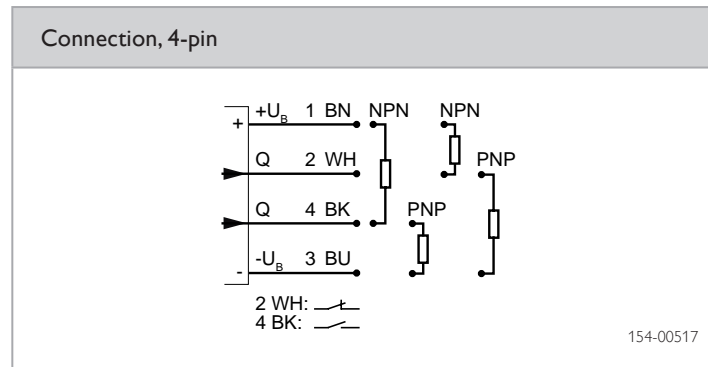 Connection, 4-pin
+U_B 1 BN NPN NPN
+
Q 2 WH PNP
Q 4 BK PNP
-U_B 3 BU
-
2 WH:
4 BK:
154-00517